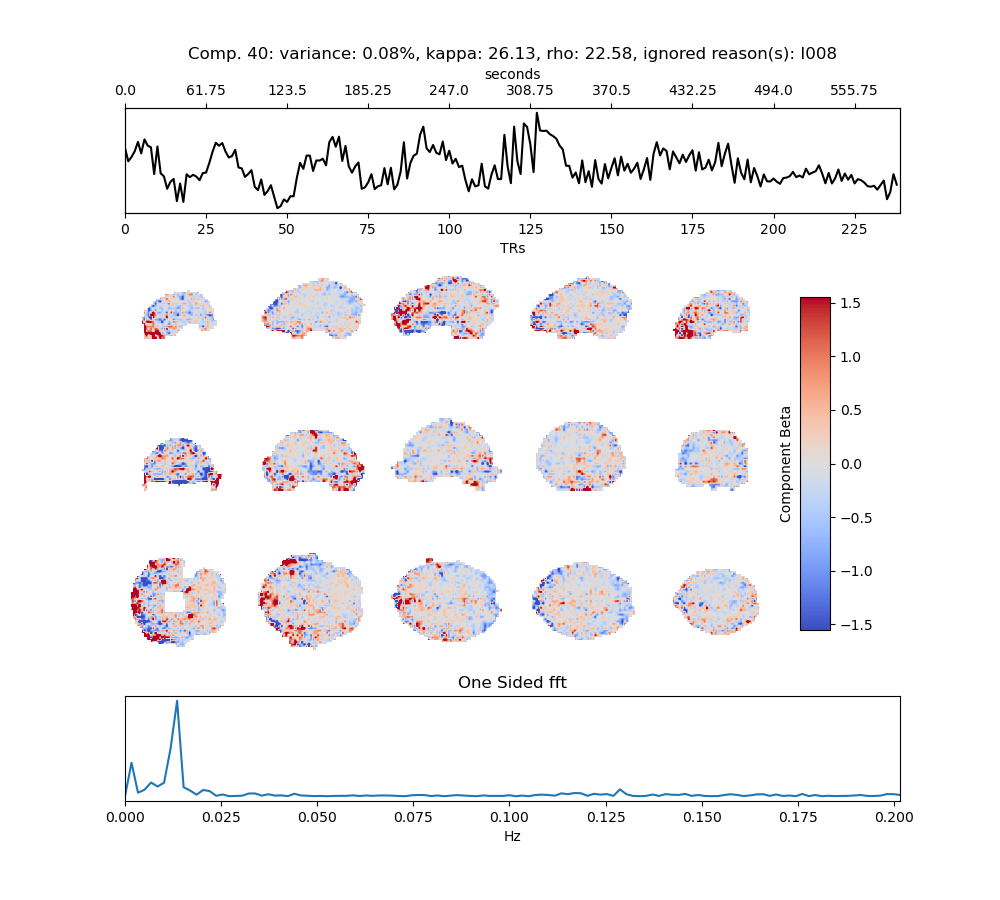 Comp. 40: variance: 0.08%, kappa: 26.13, rho: 22.58, ignored reason(s): I008
seconds
0.0 61.75 123.5 185.25 247.0 308.75 370.5 432.25 494.0 555.75
0 25 50 75 100 125 150 175 200 225
TRs
1.5
1.0
0.5
0.0
−0.5
−1.0
−1.5
Component Beta
One Sided fft
0.000 0.025 0.050 0.075 0.100 0.125 0.150 0.175 0.200
Hz